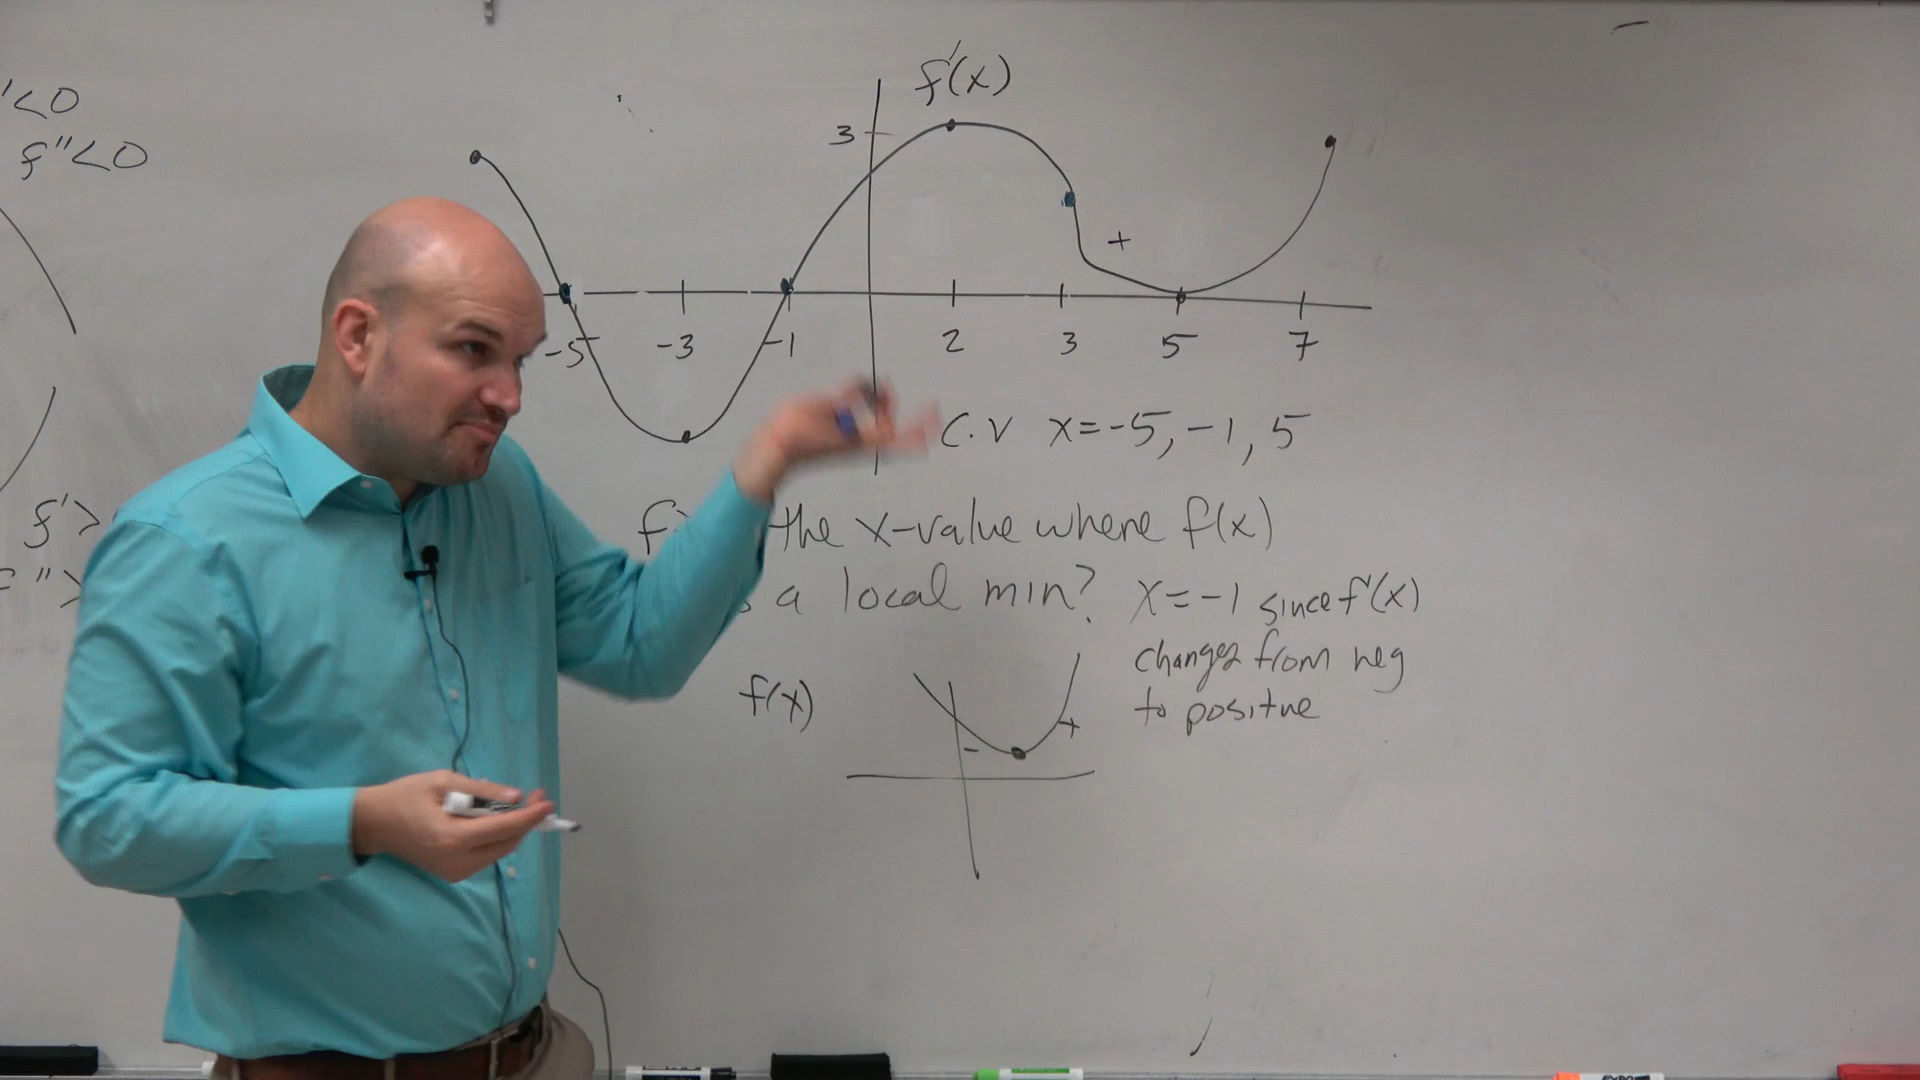 '<0
f''<0
f'>
f''>
f'(x)
3
-5 -3 -1 2 3 5 7
+
C.V x=-5, -1, 5
the x-value where f(x)
a local min? x=-1 since f'(x)
changes from neg
to positive
f(x)
- +
EXPO